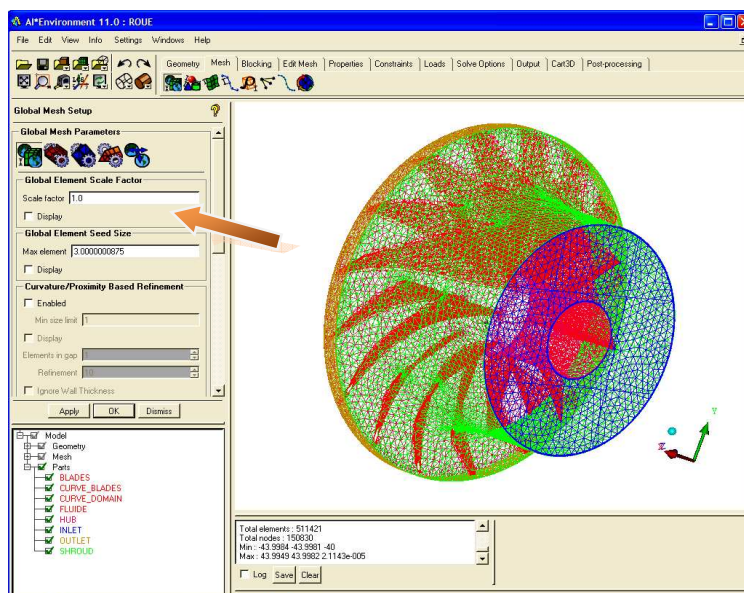 AI*Environment 11.0 : ROUE
File Edit View Info Settings Windows Help
Geometry Mesh Blocking Edit Mesh Properties Constraints Loads Solve Options Output Cart3D Post-processing
Global Mesh Setup
Global Mesh Parameters
Global Element Scale Factor
Scale factor 1.0
Display
Global Element Seed Size
Max element 3.0000000875
Display
Curvature/Proximity Based Refinement
Enabled
Min size limit 1
Display
Elements in gap 1
Refinement 10
Ignore Wall Thickness
Apply OK Dismiss
Model
Geometry
Mesh
Parts
BLADES
CURVE_BLADES
CURVE_DOMAIN
FLUIDE
HUB
INLET
OUTLET
SHROUD
Y
Total elements : 511421
Total nodes : 150830
Min : -43.9984 -43.9981 -40
Max : 43.9949 43.9982 2.1143e-005
Log Save Clear